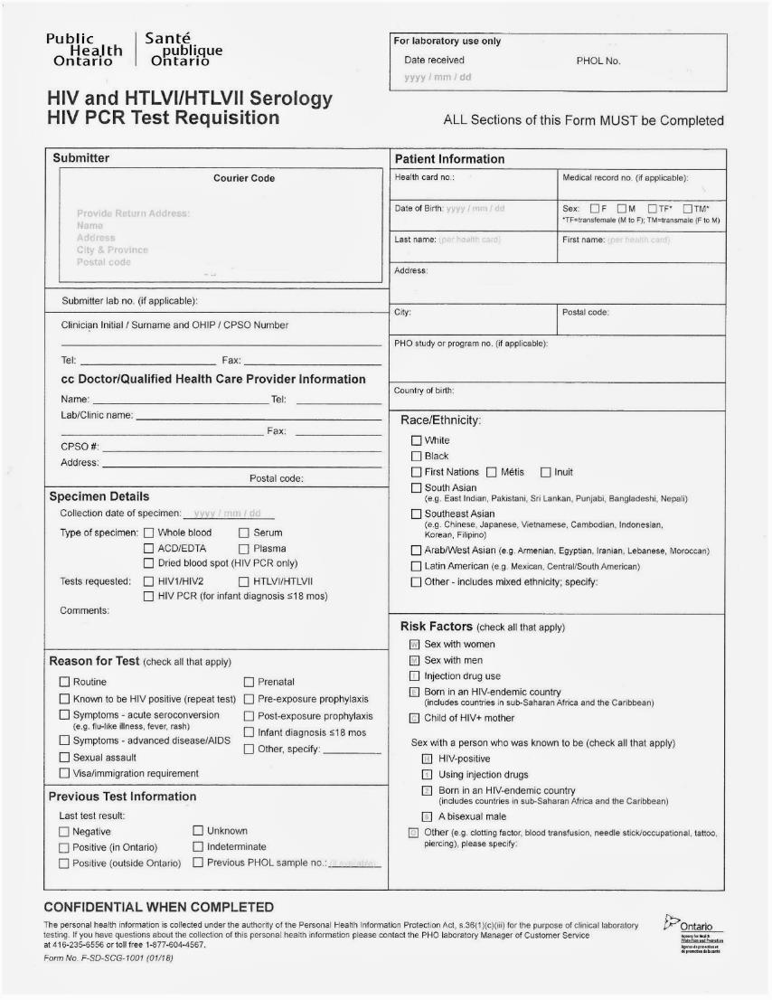 Public Health Ontario
Santé publique Ontario
HIV and HTLVI/HTLVII Serology
HIV PCR Test Requisition
For laboratory use only
Date received
PHOL No.
yyyy / mm / dd
ALL Sections of this Form MUST be Completed
Submitter
Courier Code
Provide Return Address:
Name
Address
City & Province
Postal code
Submitter lab no. (if applicable):
Clinician Initial / Surname and OHIP / CPSO Number
Tel: Fax:
cc Doctor/Qualified Health Care Provider Information
Name: Tel:
Lab/Clinic name:
Fax:
CPSO #:
Address:
Postal code:
Specimen Details
Collection date of specimen: yyyy / mm / dd
Type of specimen: Whole blood Serum
ACD/EDTA Plasma
Dried blood spot (HIV PCR only)
Tests requested: HIV1/HIV2 HTLVI/HTLVII
HIV PCR (for infant diagnosis ≤18 mos)
Comments:
Reason for Test (check all that apply)
Routine
Known to be HIV positive (repeat test)
Symptoms - acute seroconversion
(e.g. flu-like illness, fever, rash)
Symptoms - advanced disease/AIDS
Sexual assault
Visa/immigration requirement
Prenatal
Pre-exposure prophylaxis
Post-exposure prophylaxis
Infant diagnosis ≤18 mos
Other, specify:
Previous Test Information
Last test result:
Negative
Positive (in Ontario)
Positive (outside Ontario)
Unknown
Indeterminate
Previous PHOL sample no.: (if available)
Patient Information
Health card no.:
Medical record no. (if applicable):
Date of Birth: yyyy / mm / dd
Sex: F M TF* TM*
*TF=transfemale (M to F); TM=transmale (F to M)
Last name: (per health card)
First name: (per health card)
Address:
City:
Postal code:
PHO study or program no. (if applicable):
Country of birth:
Race/Ethnicity:
White
Black
First Nations Métis Inuit
South Asian
(e.g. East Indian, Pakistani, Sri Lankan, Punjabi, Bangladeshi, Nepali)
Southeast Asian
(e.g. Chinese, Japanese, Vietnamese, Cambodian, Indonesian,
Korean, Filipino)
Arab/West Asian (e.g. Armenian, Egyptian, Iranian, Lebanese, Moroccan)
Latin American (e.g. Mexican, Central/South American)
Other - includes mixed ethnicity; specify:
Risk Factors (check all that apply)
W Sex with women
M Sex with men
I Injection drug use
E Born in an HIV-endemic country
(includes countries in sub-Saharan Africa and the Caribbean)
C Child of HIV+ mother
Sex with a person who was known to be (check all that apply)
H HIV-positive
1 Using injection drugs
2 Born in an HIV-endemic country
(includes countries in sub-Saharan Africa and the Caribbean)
A bisexual male
O Other (e.g. clotting factor, blood transfusion, needle stick/occupational, tattoo,
piercing), please specify:
CONFIDENTIAL WHEN COMPLETED
The personal health information is collected under the authority of the Personal Health Information Protection Act, s.36(1)(c)(iii) for the purpose of clinical laboratory
testing. If you have questions about the collection of this personal health information please contact the PHO laboratory Manager of Customer Service
at 416-235-6556 or toll free 1-877-604-4567.
Form No. F-SD-SCG-1001 (01/18)
Ontario
Agency for Health
Protection and Promotion
Agence de protection et
de promotion de la santé